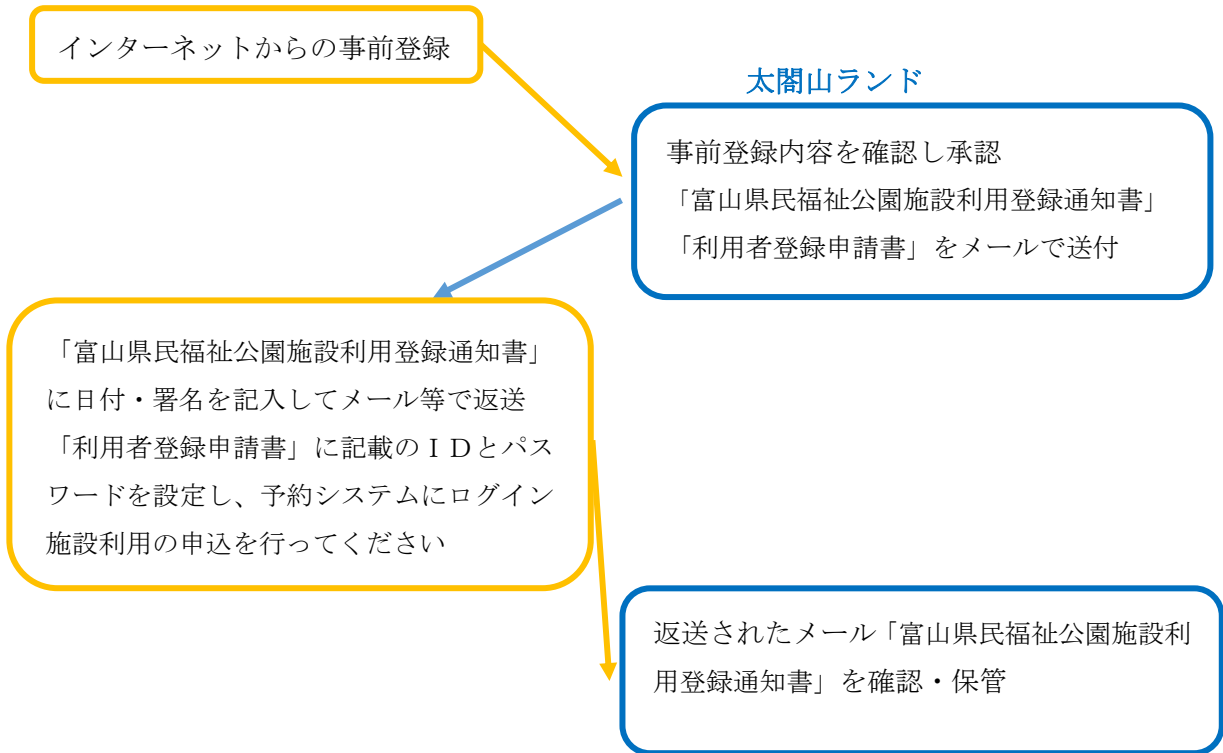 インターネットからの事前登録
太閤山ランド
事前登録内容を確認し承認
「富山県民福祉公園施設利用登録通知書」
「利用者登録申請書」をメールで送付
「富山県民福祉公園施設利用登録通知書」
に日付・署名を記入してメール等で返送
「利用者登録申請書」に記載のＩＤとパス
ワードを設定し、予約システムにログイン
施設利用の申込を行ってください
返送されたメール「富山県民福祉公園施設利
用登録通知書」を確認・保管